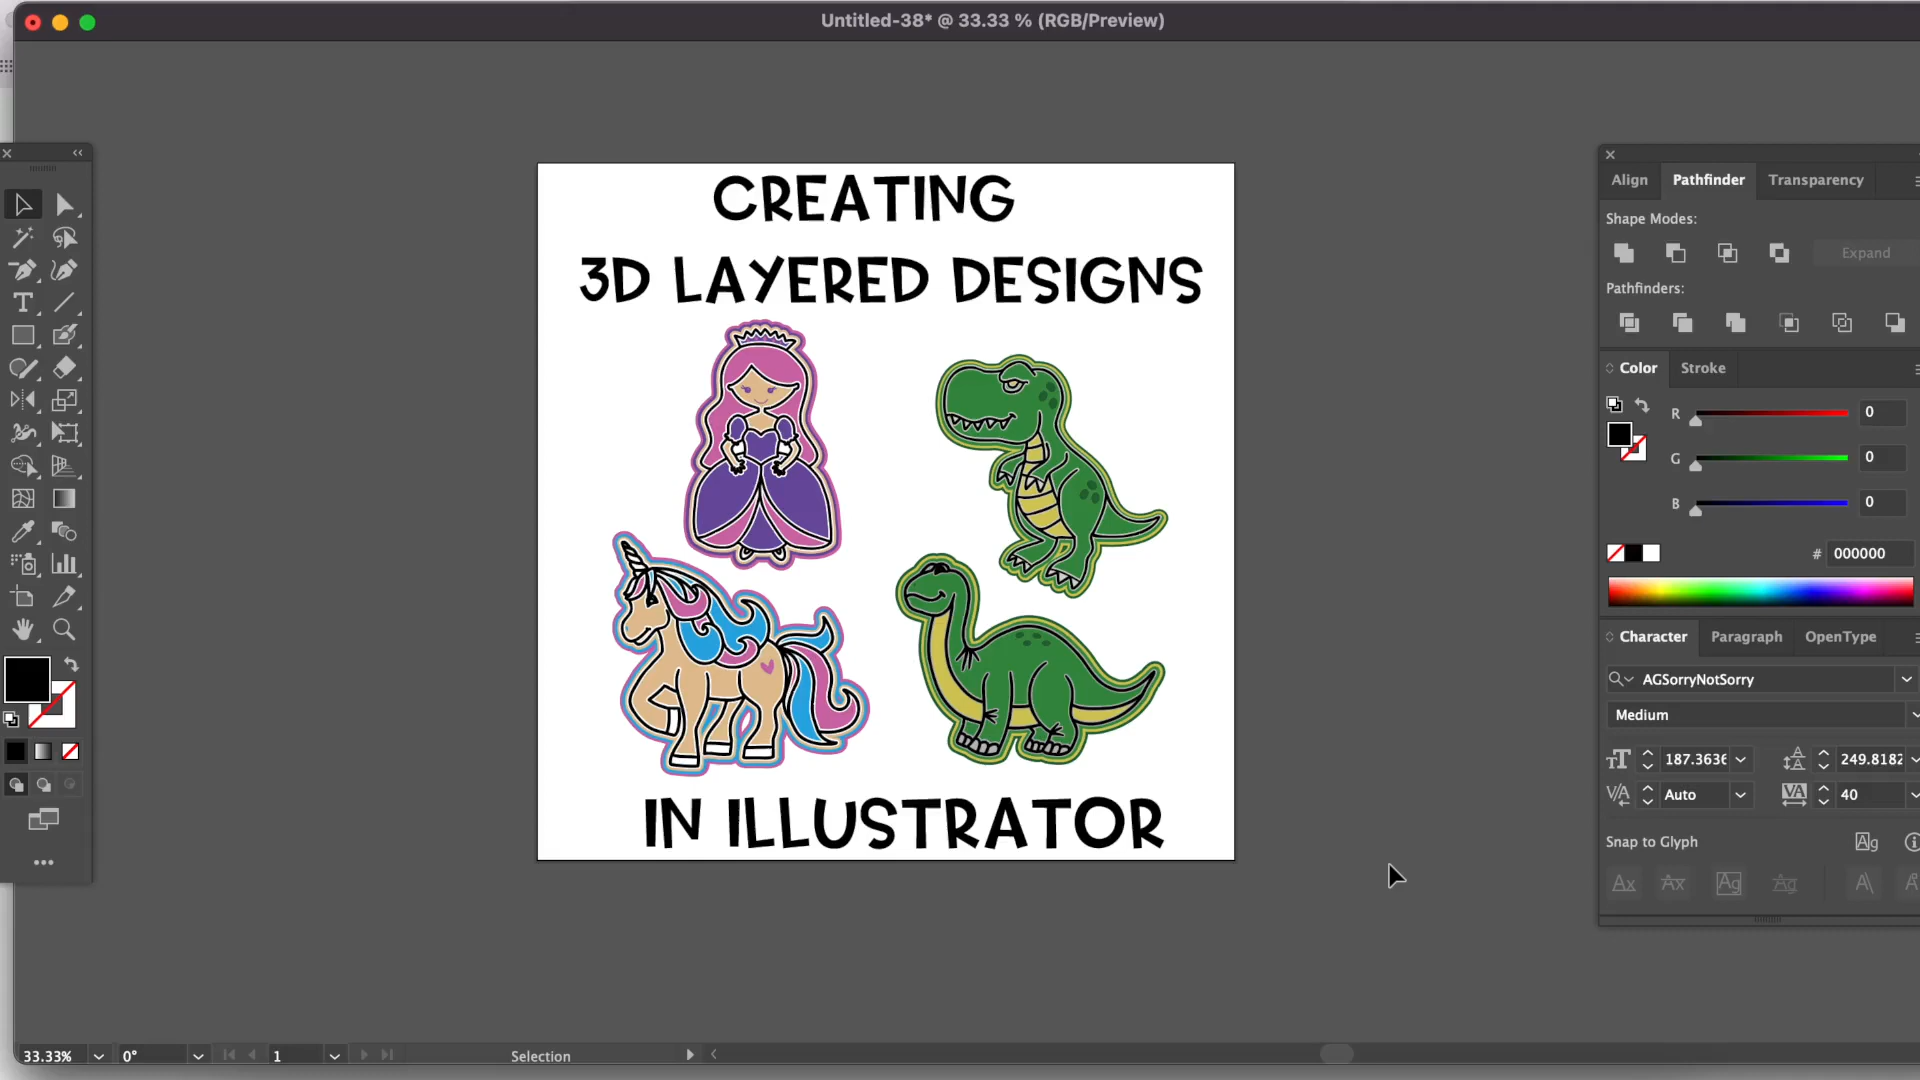 Untitled-38* @ 33.33 % (RGB/Preview)
CREATING
3D LAYERED DESIGNS
IN ILLUSTRATOR
Align Pathfinder Transparency
Shape Modes:
Expand
Pathfinders:
Color Stroke
R 0
G 0
B 0
# 000000
Character Paragraph OpenType
AGSorryNotSorry
Medium
187.3636 249.8182
Auto 40
Snap to Glyph
33.33% 0° 1 Selection